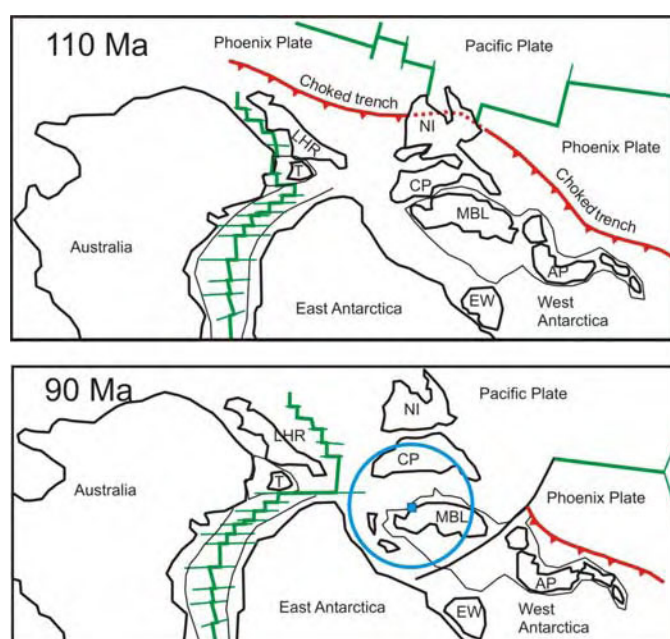 110 Ma
Phoenix Plate
Pacific Plate
Choked trench
NI
LHR
T
CP
Phoenix Plate
MBL
Choked trench
Australia
AP
EW
West
Antarctica
East Antarctica
90 Ma
Pacific Plate
NI
LHR
CP
T
Phoenix Plate
Australia
MBL
AP
East Antarctica
EW
West
Antarctica